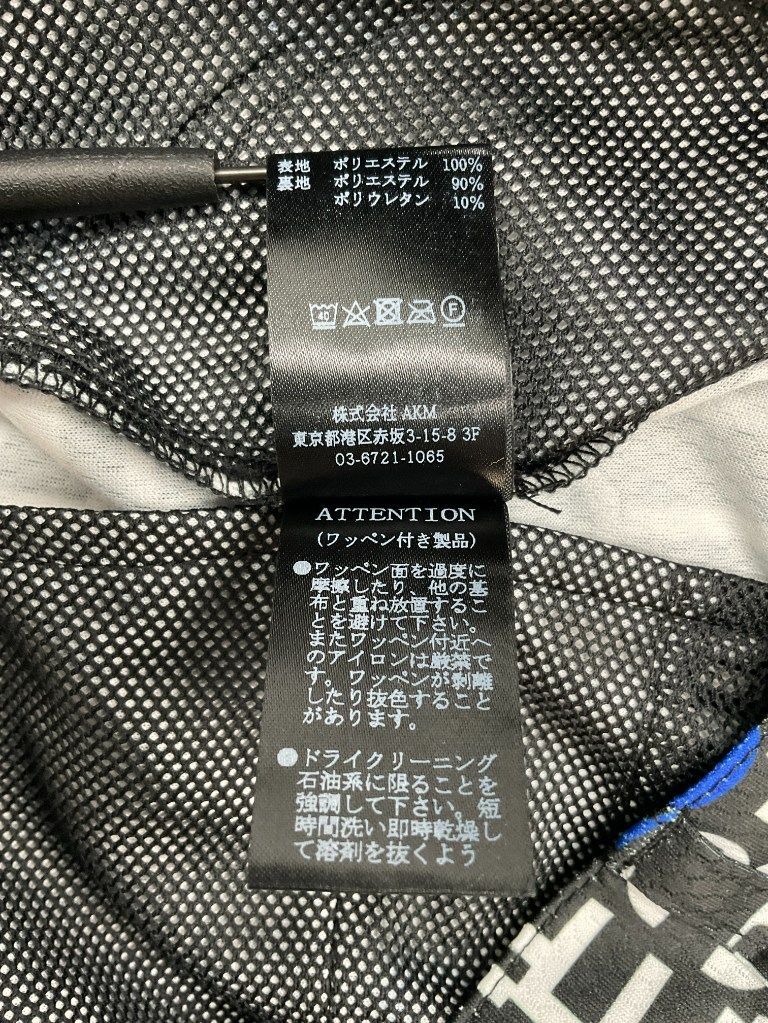 表地 ポリエステル 100%
裏地 ポリエステル 90%
ポリウレタン 10%
40 F
株式会社 AKM
東京都港区赤坂3-15-8 3F
03-6721-1065
ATTENTION
(ワッペン付き製品)
●ワッペン面を過度に
摩擦したり、他の基
布と重ね放置するこ
とを避けて下さい。
またワッペン付近へ
のアイロンは厳禁で
す。ワッペンが剥離
したり抜色すること
があります。
●ドライクリーニング
石油系に限ることを
強調して下さい。短
時間洗い即時乾燥し
て溶剤を抜くよう